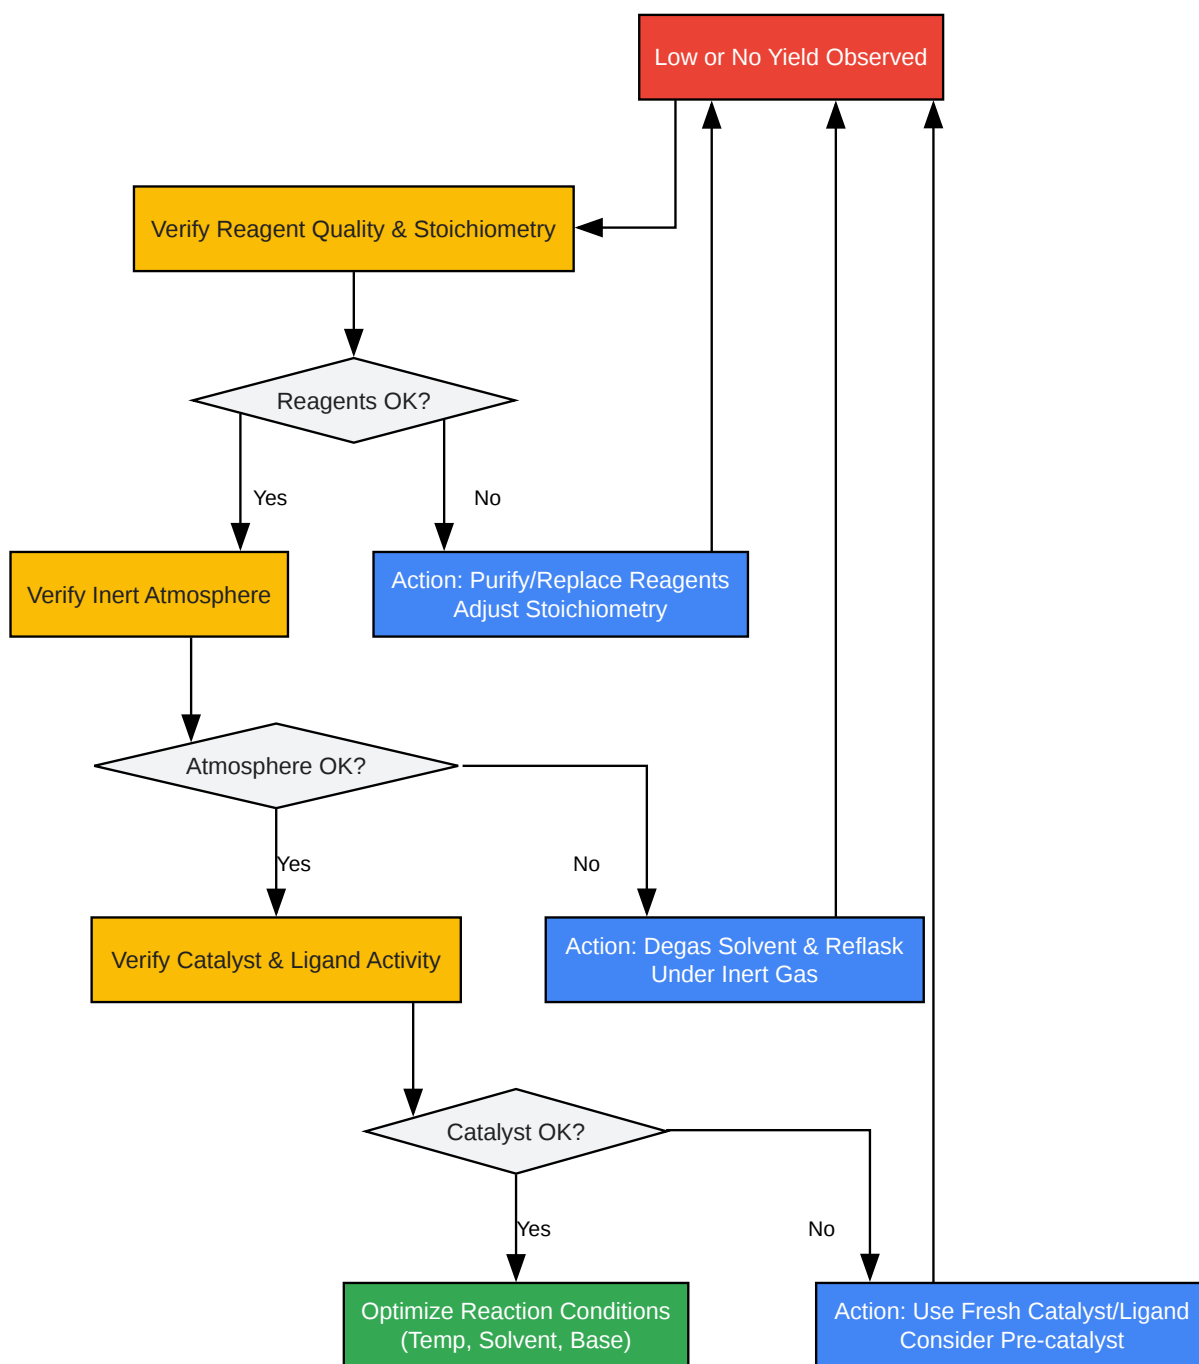 Low or No Yield Observed
Verify Reagent Quality & Stoichiometry
Reagents OK?
Yes
No
Verify Inert Atmosphere
Action: Purify/Replace Reagents
Adjust Stoichiometry
Atmosphere OK?
Yes
No
Verify Catalyst & Ligand Activity
Action: Degas Solvent & Reflask
Under Inert Gas
Catalyst OK?
Yes
No
Optimize Reaction Conditions
(Temp, Solvent, Base)
Action: Use Fresh Catalyst/Ligand
Consider Pre-catalyst